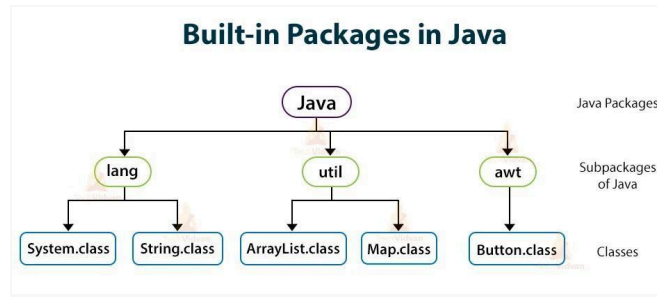 Built-in Packages in Java
Java
Java Packages
lang
util
awt
Subpackages
of Java
System.class
String.class
ArrayList.class
Map.class
Button.class
Classes